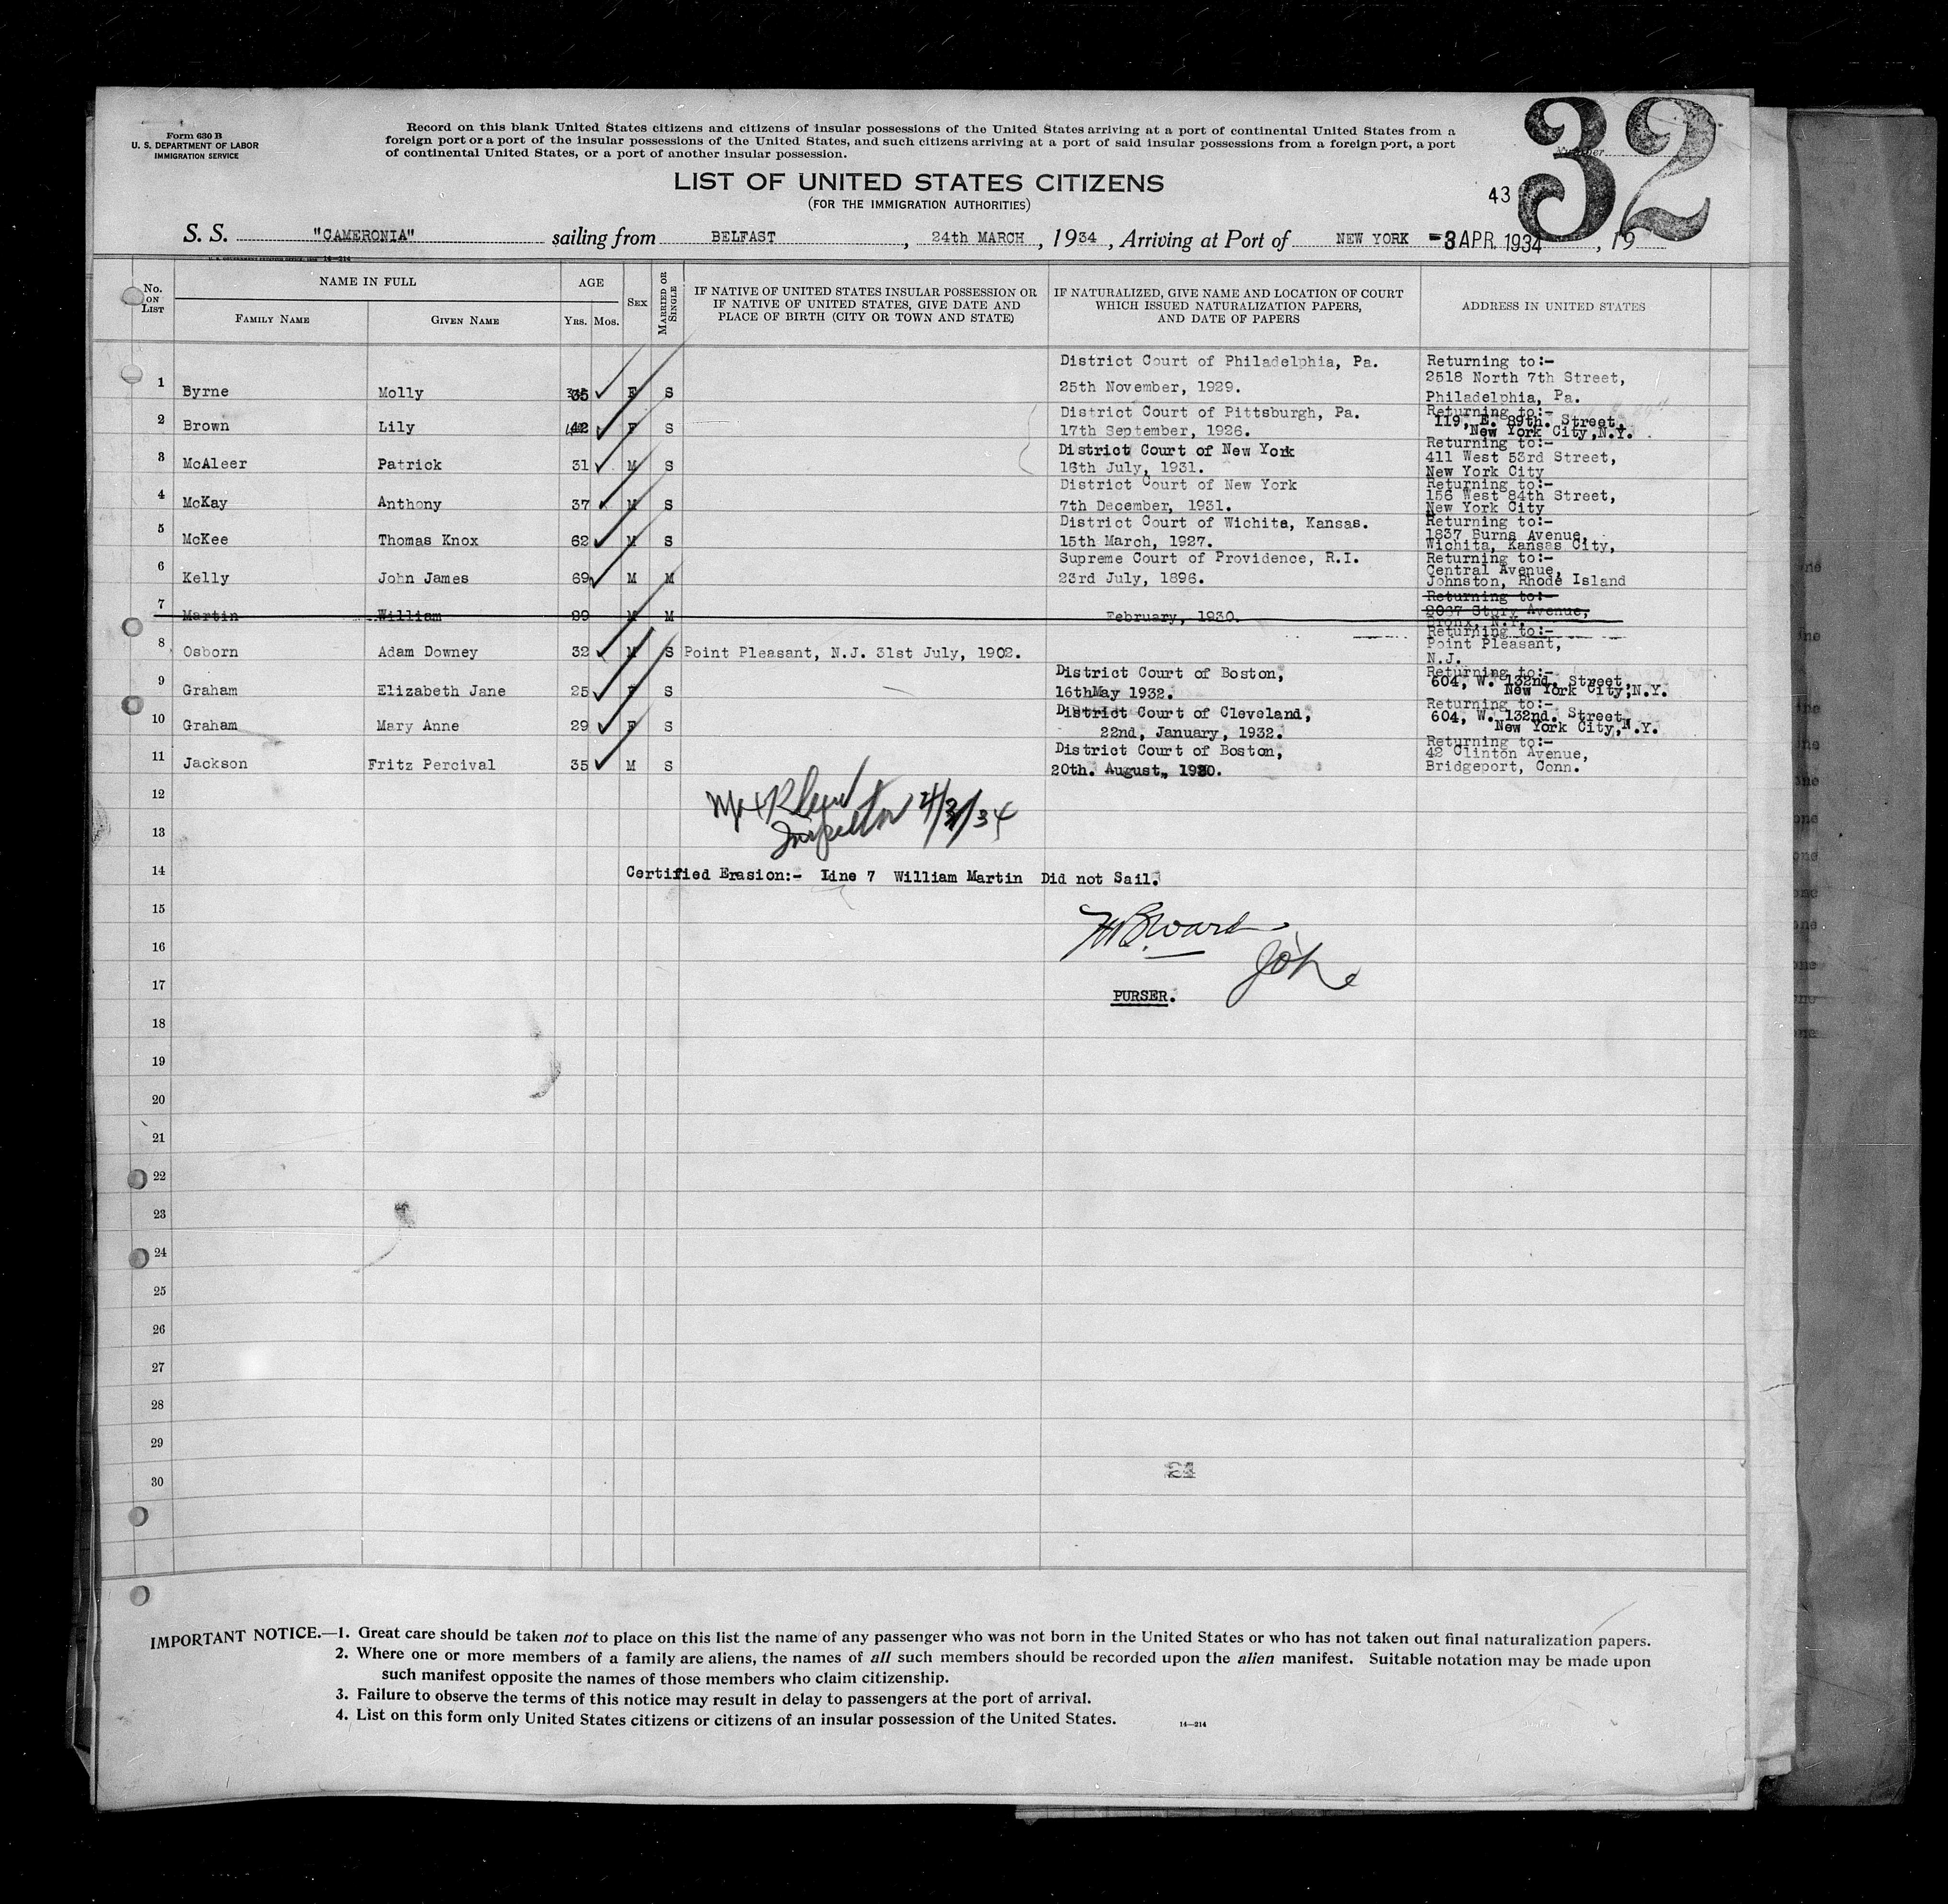 Form 630 B
U. S. DEPARTMENT OF LABOR
IMMIGRATION SERVICE
Record on this blank United States citizens and citizens of insular possessions of the United States arriving at a port of continental United States from a
foreign port or a port of the insular possessions of the United States, and such citizens arriving at a port of said insular possessions from a foreign port, a port
of continental United States, or a port of another insular possession.
32
Number
LIST OF UNITED STATES CITIZENS
(FOR THE IMMIGRATION AUTHORITIES)
43
S. S. "CAMERONIA" sailing from BELFAST, 24th MARCH, 1934, Arriving at Port of NEW YORK -3 APR. 1934, 19
No. ON LIST
NAME IN FULL
FAMILY NAME
GIVEN NAME
AGE
YRS. MOS.
SEX
MARRIED OR SINGLE
IF NATIVE OF UNITED STATES INSULAR POSSESSION OR
IF NATIVE OF UNITED STATES, GIVE DATE AND
PLACE OF BIRTH (CITY OR TOWN AND STATE)
IF NATURALIZED, GIVE NAME AND LOCATION OF COURT
WHICH ISSUED NATURALIZATION PAPERS,
AND DATE OF PAPERS
ADDRESS IN UNITED STATES
1 Byrne Molly 35 F S
District Court of Philadelphia, Pa.
25th November, 1929.
Returning to:-
2518 North 7th Street,
Philadelphia, Pa.
2 Brown Lily 42 F S
District Court of Pittsburgh, Pa.
17th September, 1926.
Returning to:-
119, E. 89th. Street,
New York City,N.Y.
3 McAleer Patrick 31 M S
District Court of New York
16th July, 1931.
Returning to:-
411 West 53rd Street,
New York City
4 McKay Anthony 37 M S
District Court of New York
7th December, 1931.
Returning to:-
156 West 84th Street,
New York City
5 McKee Thomas Knox 62 M S
District Court of Wichita, Kansas.
15th March, 1927.
Returning to:-
1837 Burns Avenue,
Wichita, Kansas City,
6 Kelly John James 69 M M
Supreme Court of Providence, R.I.
23rd July, 1896.
Returning to:-
Central Avenue,
Johnston, Rhode Island
7 Martin William 29 M M
February, 1930.
Returning to:-
2037 Story Avenue,
Bronx, N.Y.
8 Osborn Adam Downey 32 M S Point Pleasant, N.J. 31st July, 1902.
Returning to:-
Point Pleasant,
N.J.
9 Graham Elizabeth Jane 25 F S
District Court of Boston,
16thMay 1932.
Returning to:-
604, W. 132nd. Street,
New York City,N.Y.
10 Graham Mary Anne 29 F S
District Court of Cleveland,
22nd, January, 1932.
Returning to:-
604, W. 132nd. Street,
New York City,N.Y.
11 Jackson Fritz Percival 35 M S
District Court of Boston,
20th. August, 1930.
Returning to:-
42 Clinton Avenue,
Bridgeport, Conn.
12
Inspector 4/3/34
13
14 Certified Erasion:- Line 7 William Martin Did not Sail.
15
16
17
PURSER.
18
19
20
21
22
23
24
25
26
27
28
29
30
IMPORTANT NOTICE.—1. Great care should be taken not to place on this list the name of any passenger who was not born in the United States or who has not taken out final naturalization papers.
2. Where one or more members of a family are aliens, the names of all such members should be recorded upon the alien manifest. Suitable notation may be made upon
such manifest opposite the names of those members who claim citizenship.
3. Failure to observe the terms of this notice may result in delay to passengers at the port of arrival.
4. List on this form only United States citizens or citizens of an insular possession of the United States.
14—214